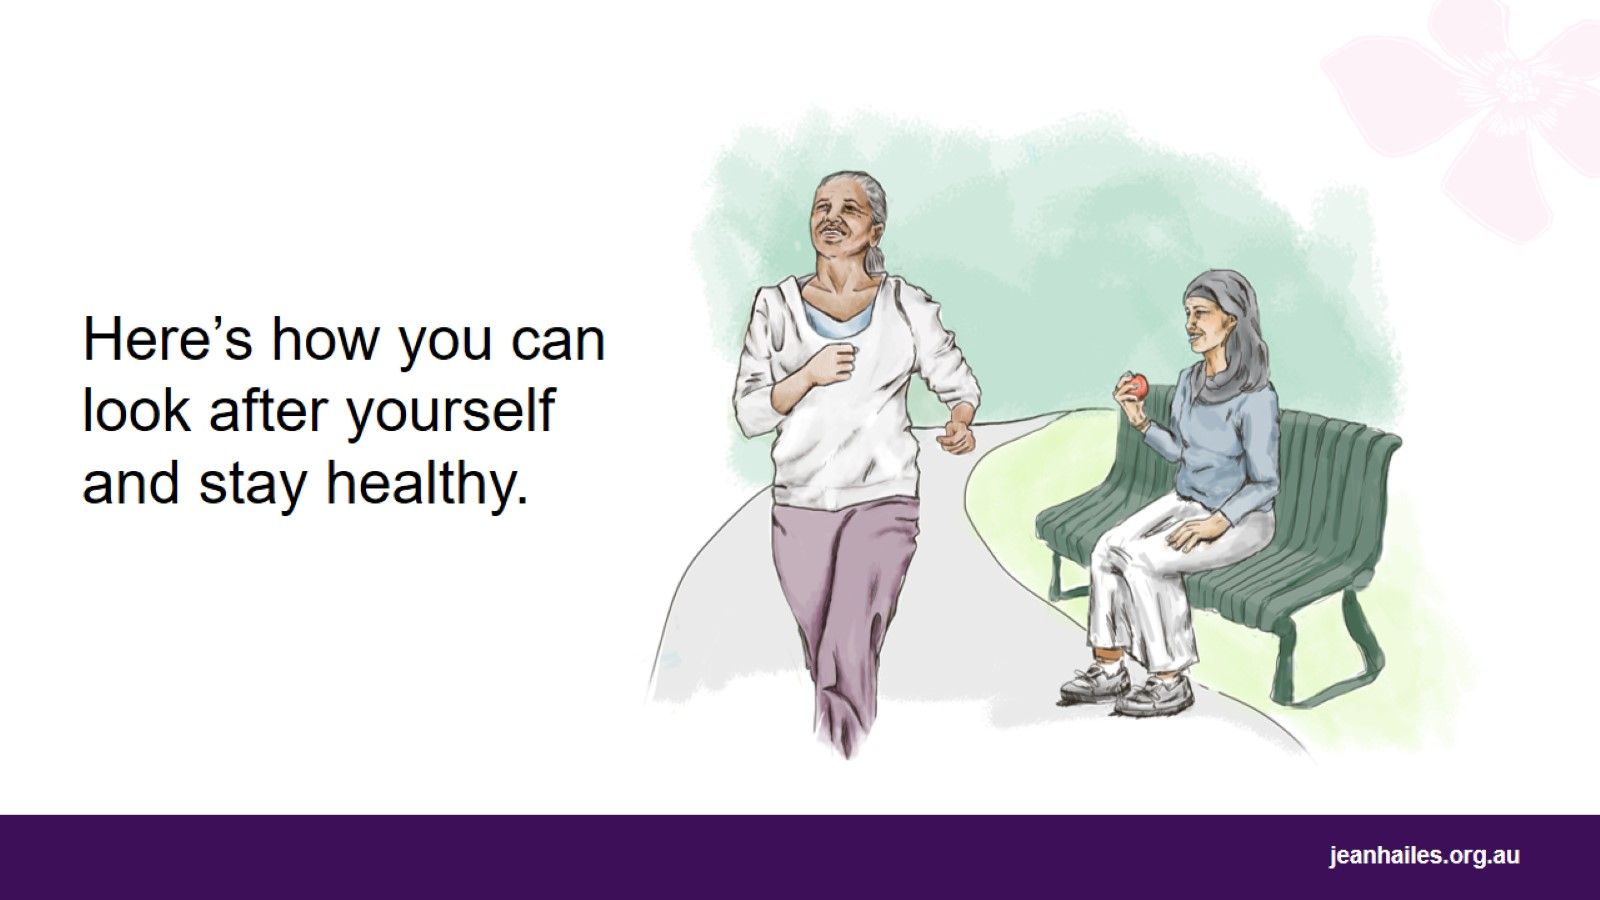 Here’s how you can
look after yourself
and stay healthy.
jeanhailes.org.au